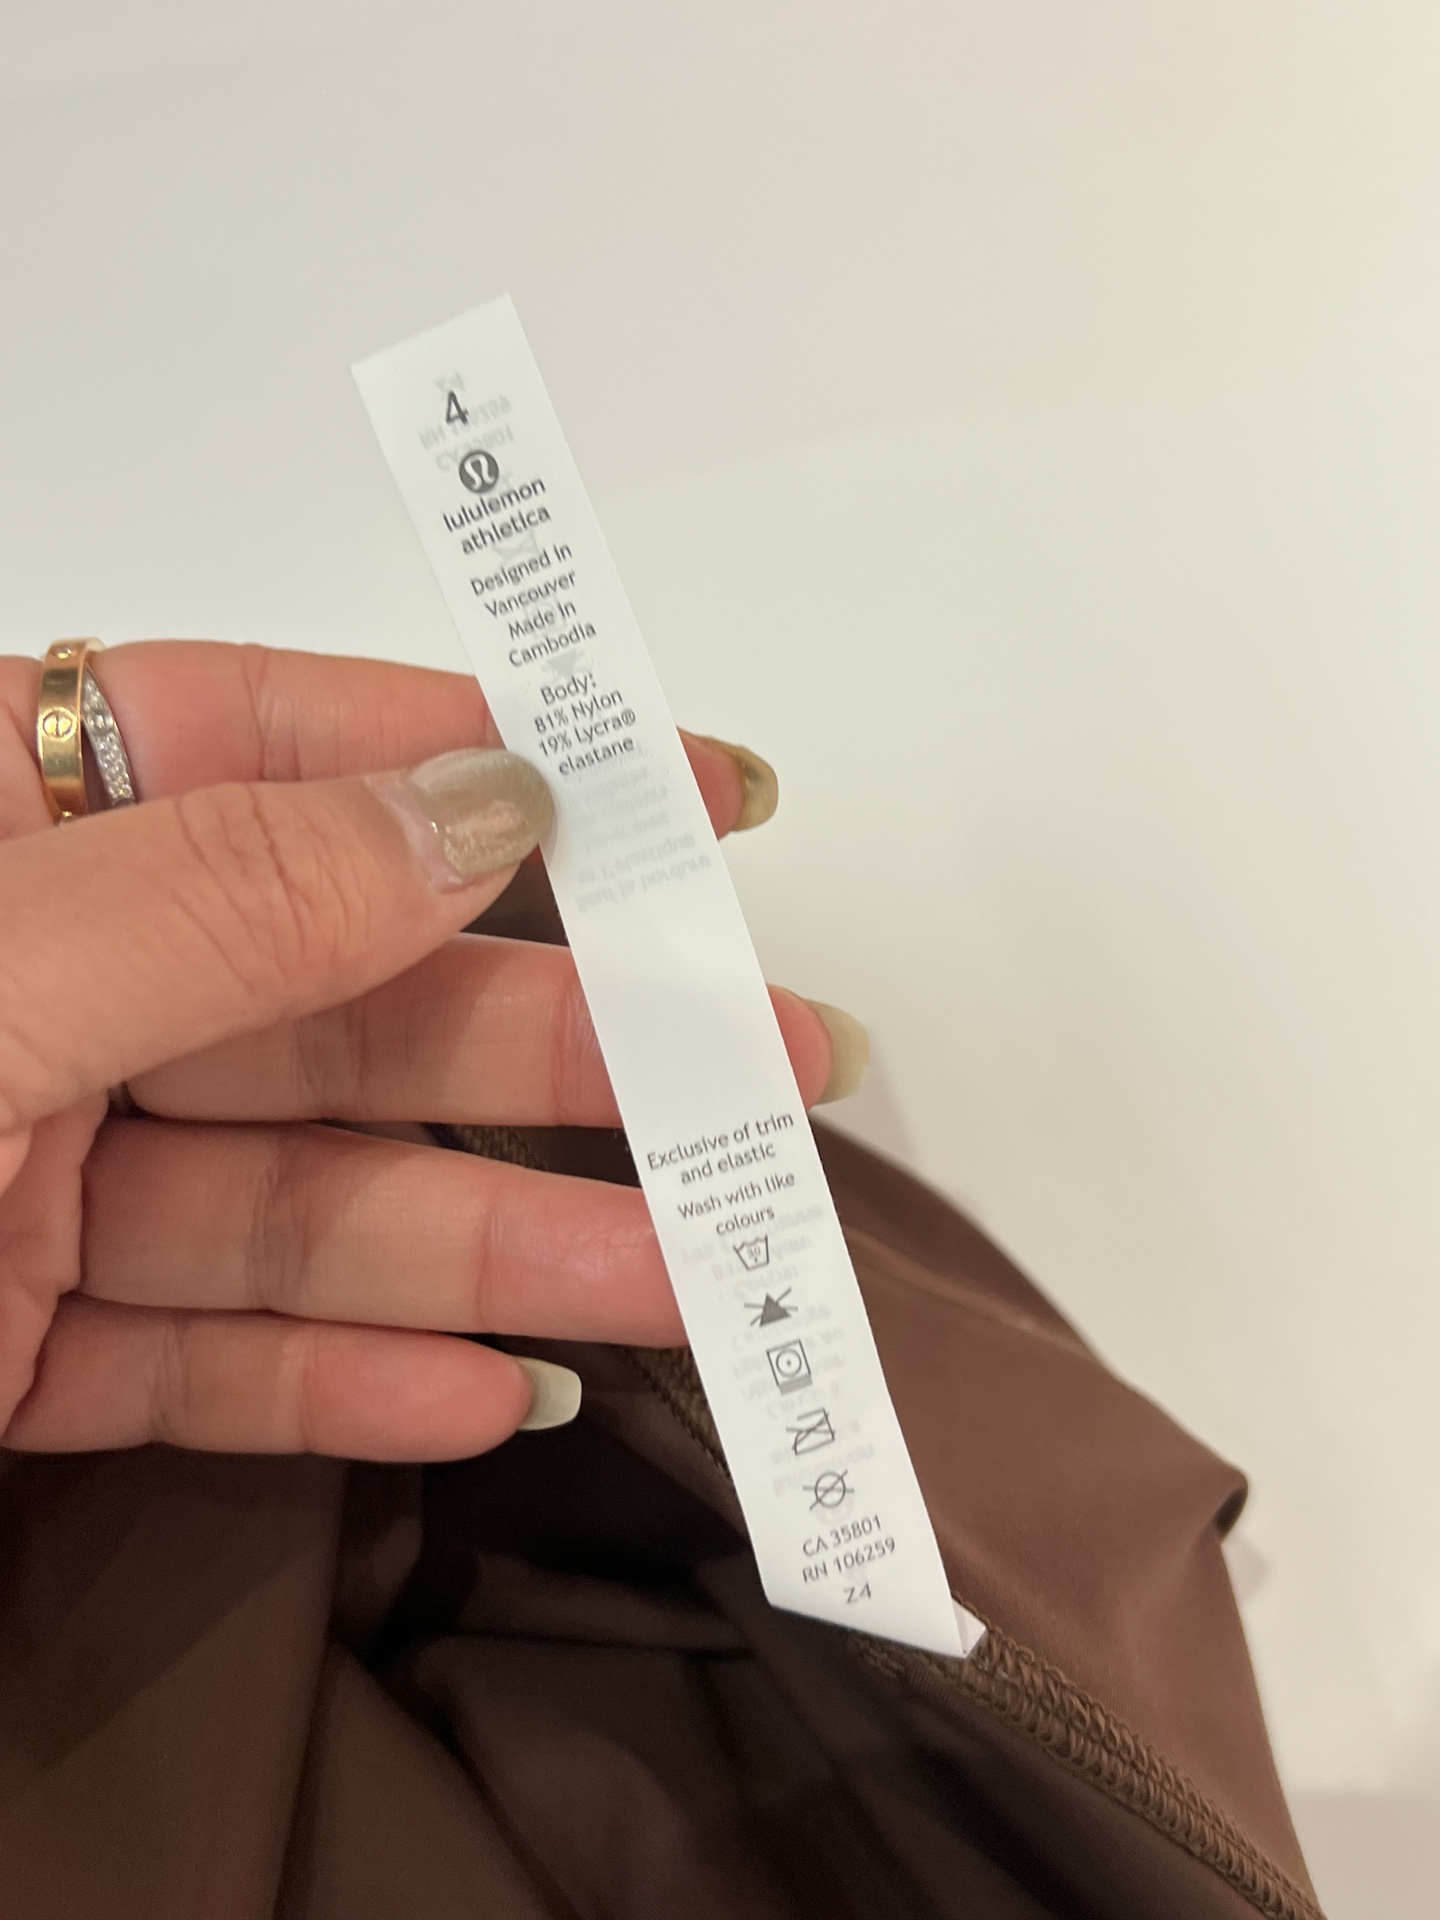 4
lululemon
athletica
Designed in
Vancouver
Made in
Cambodia
Body:
81% Nylon
19% Lycra®
elastane
Exclusive of trim
and elastic
Wash with like
colours
30
CA 35801
RN 106259
Z4